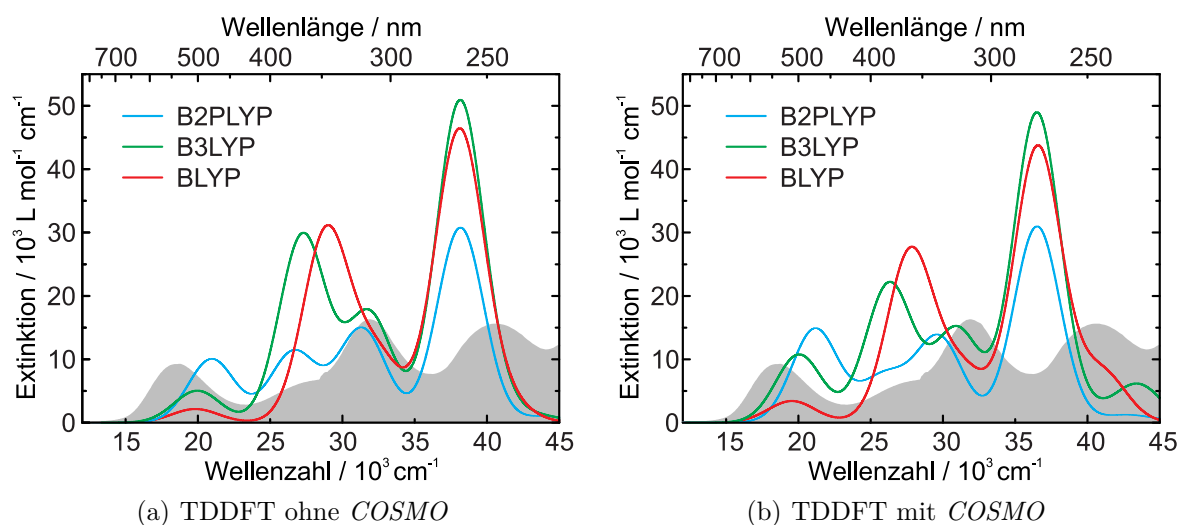 Wellenlänge / nm
700 500 400 300 250
50
40
30
20
10
0
Extinktion / 10³ L mol⁻¹ cm⁻¹
B2PLYP
B3LYP
BLYP
15 20 25 30 35 40 45
Wellenzahl / 10³ cm⁻¹
(a) TDDFT ohne COSMO
Wellenlänge / nm
700 500 400 300 250
50
40
30
20
10
0
Extinktion / 10³ L mol⁻¹ cm⁻¹
B2PLYP
B3LYP
BLYP
15 20 25 30 35 40 45
Wellenzahl / 10³ cm⁻¹
(b) TDDFT mit COSMO